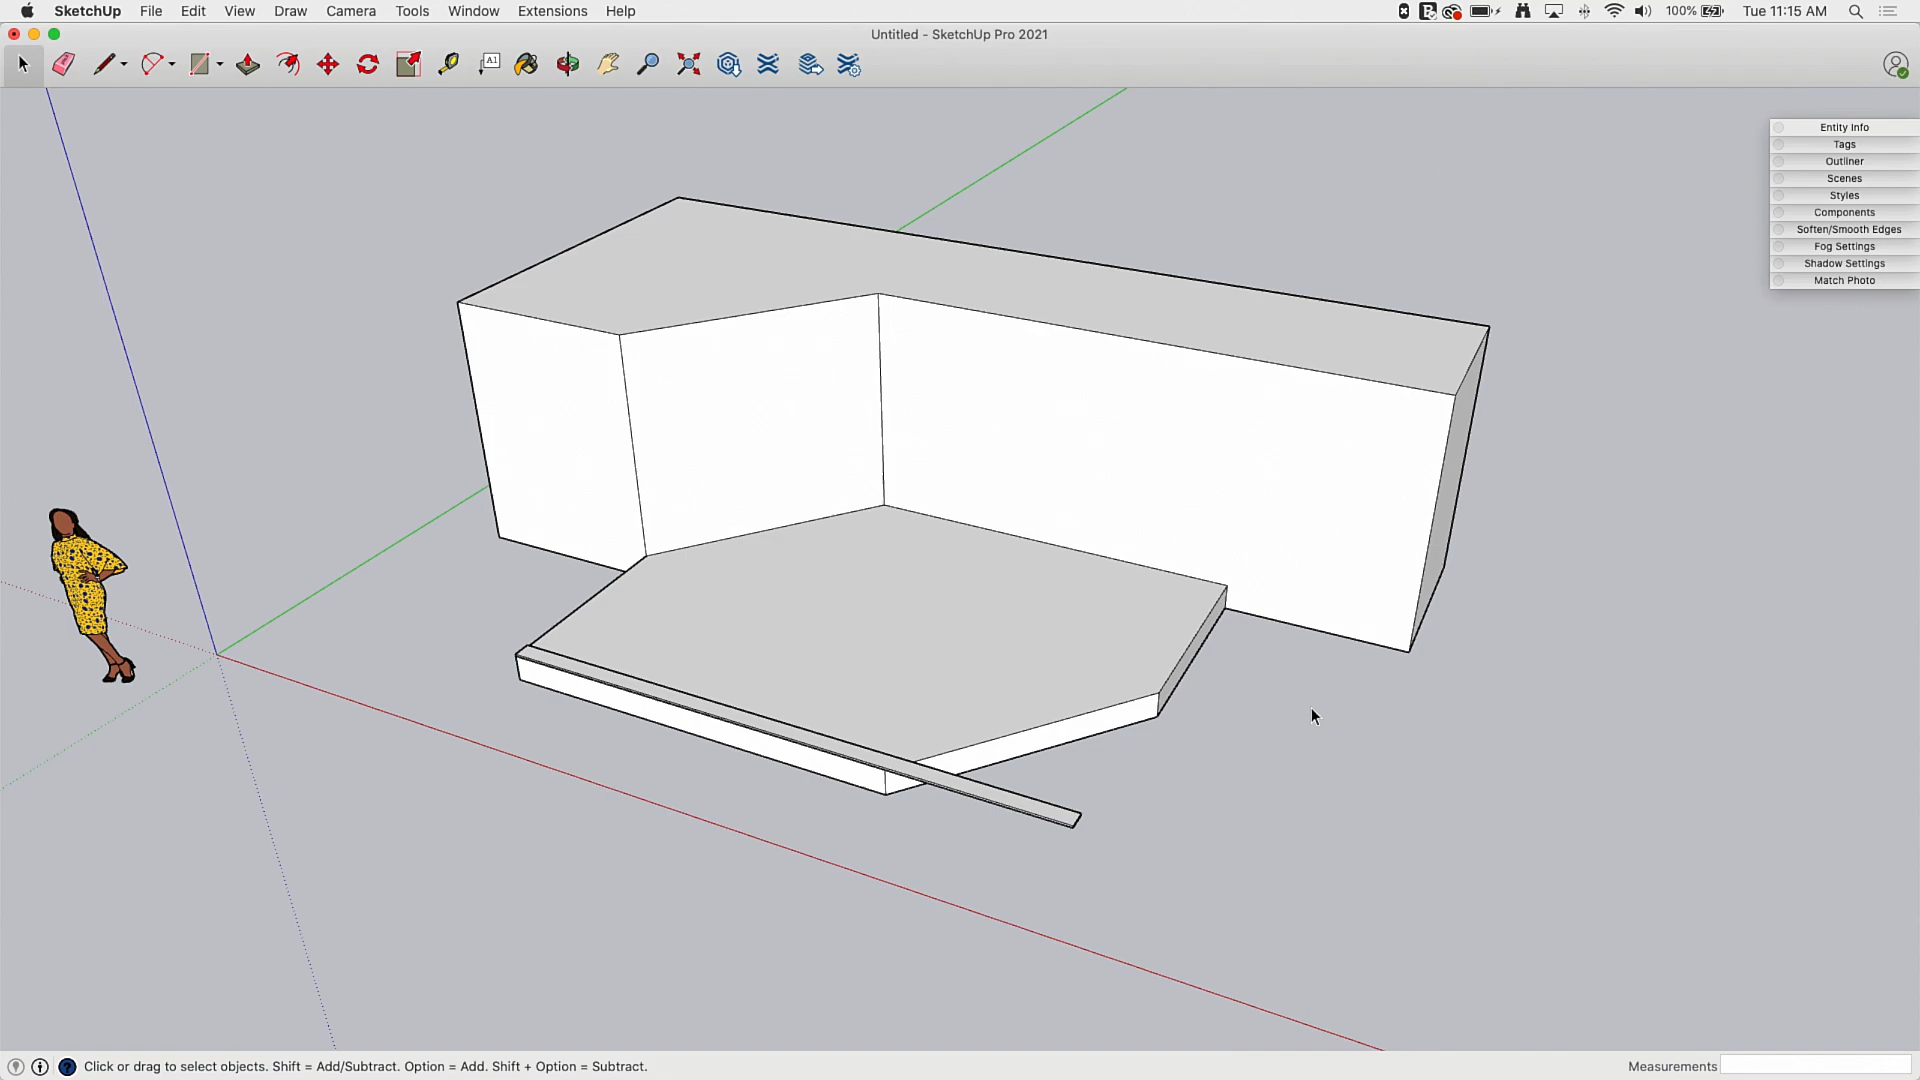 SketchUp File Edit View Draw Camera Tools Window Extensions Help 100% Tue 11:15 AM
Untitled - SketchUp Pro 2021
A1
Entity Info
Tags
Outliner
Scenes
Styles
Components
Soften/Smooth Edges
Fog Settings
Shadow Settings
Match Photo
Click or drag to select objects. Shift = Add/Subtract. Option = Add. Shift + Option = Subtract. Measurements